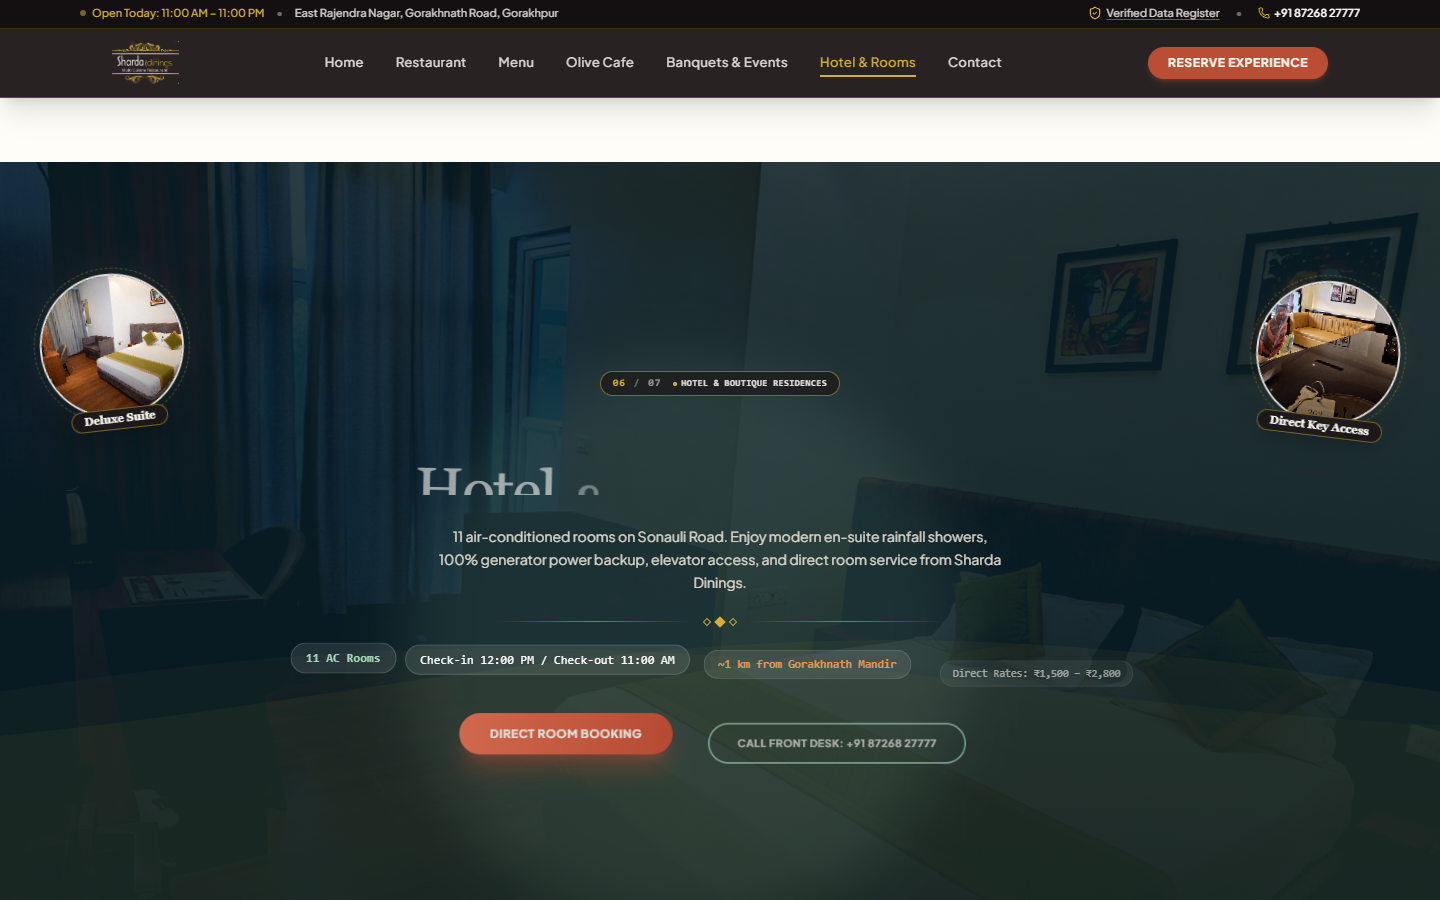 Open Today: 11:00 AM – 11:00 PM
East Rajendra Nagar, Gorakhnath Road, Gorakhpur
Verified Data Register
+91 87268 27777
Sharda dinings
Home
Restaurant
Menu
Olive Cafe
Banquets & Events
Hotel & Rooms
Contact
RESERVE EXPERIENCE
Deluxe Suite
Direct Key Access
06 / 07 HOTEL & BOUTIQUE RESIDENCES
Hotel
11 air-conditioned rooms on Sonauli Road. Enjoy modern en-suite rainfall showers,
100% generator power backup, elevator access, and direct room service from Sharda
Dinings.
11 AC Rooms
Check-in 12:00 PM / Check-out 11:00 AM
~1 km from Gorakhnath Mandir
Direct Rates: ₹1,500 – ₹2,800
DIRECT ROOM BOOKING
CALL FRONT DESK: +91 87268 27777